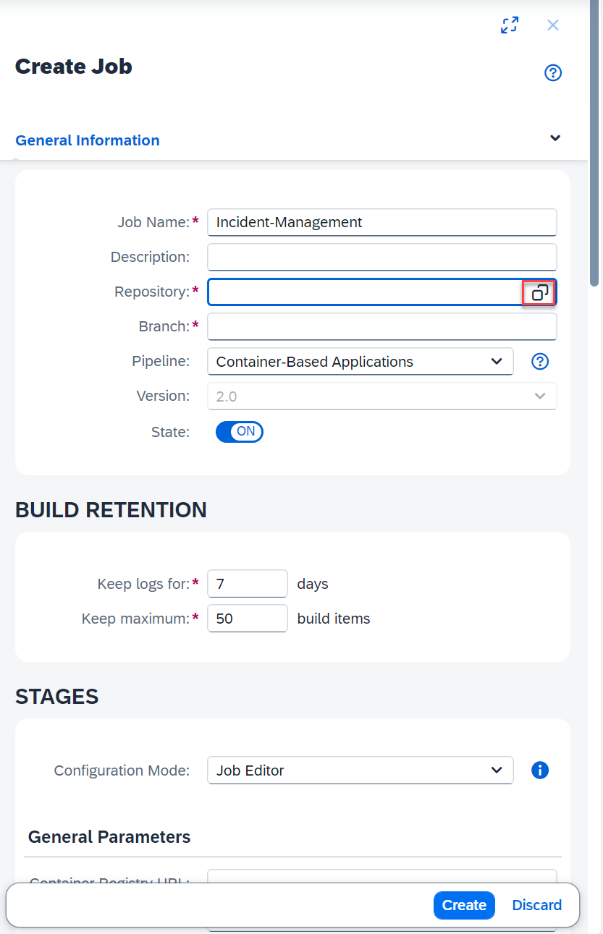 Create Job
General Information
Job Name:* Incident-Management
Description:
Repository:*
Branch:*
Pipeline: Container-Based Applications
Version: 2.0
State: ON
BUILD RETENTION
Keep logs for:* 7 days
Keep maximum:* 50 build items
STAGES
Configuration Mode: Job Editor
General Parameters
Container Registry URL:
Create Discard